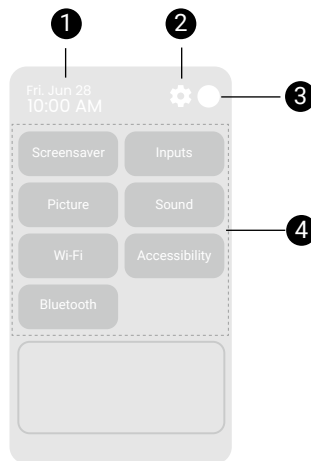 1
2
Fri. Jun 28
10:00 AM
3
Screensaver
Inputs
Picture
Sound
4
Wi-Fi
Accessibility
Bluetooth